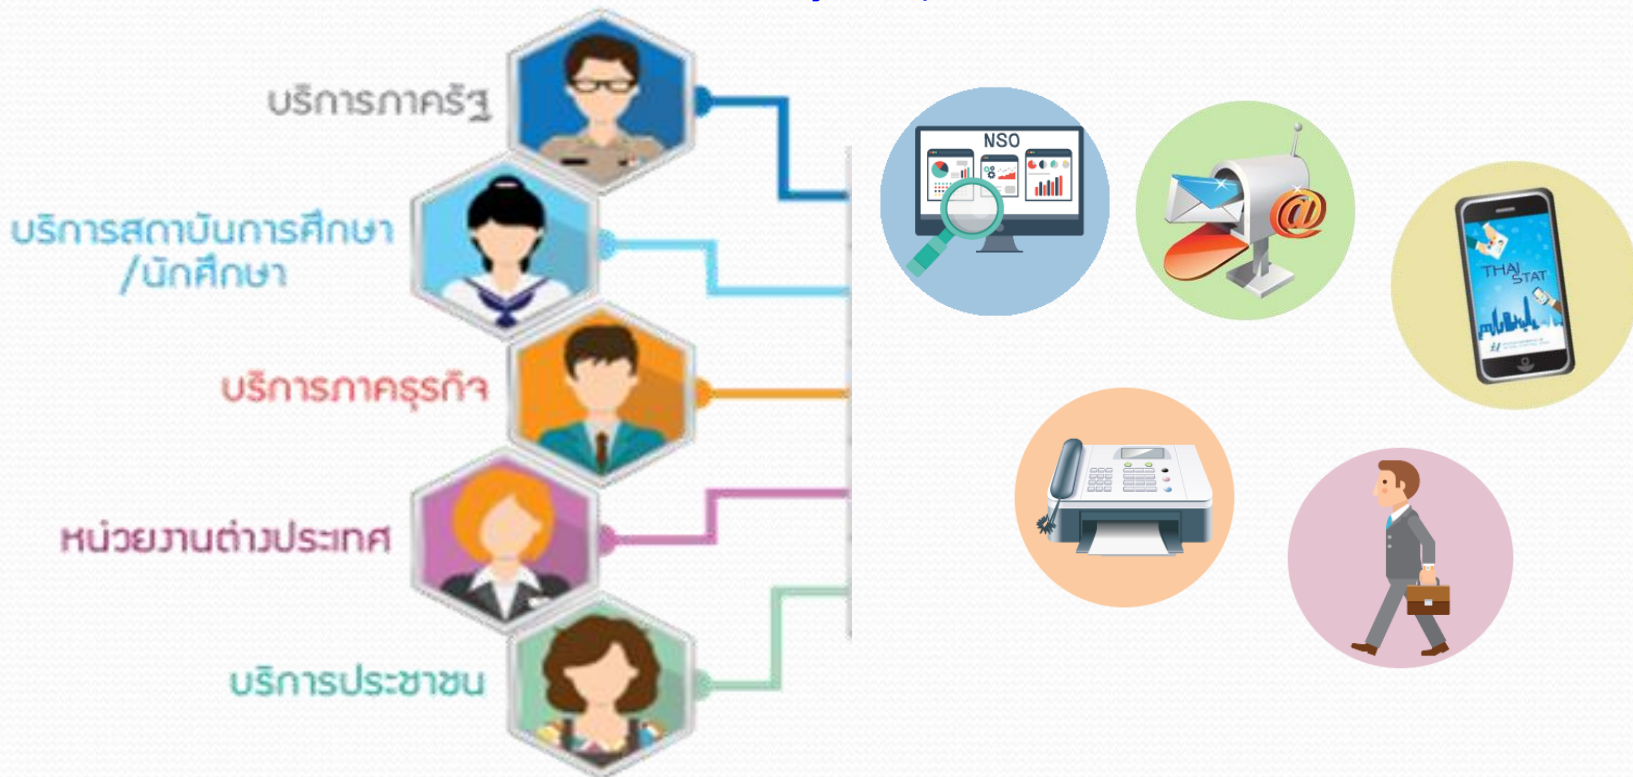 บริการภาครัฐ
บริการสถาบันการศึกษา
/นักศึกษา
บริการภาคธุรกิจ
หน่วยงานต่างประเทศ
บริการประชาชน
NSO
THAI
STAT